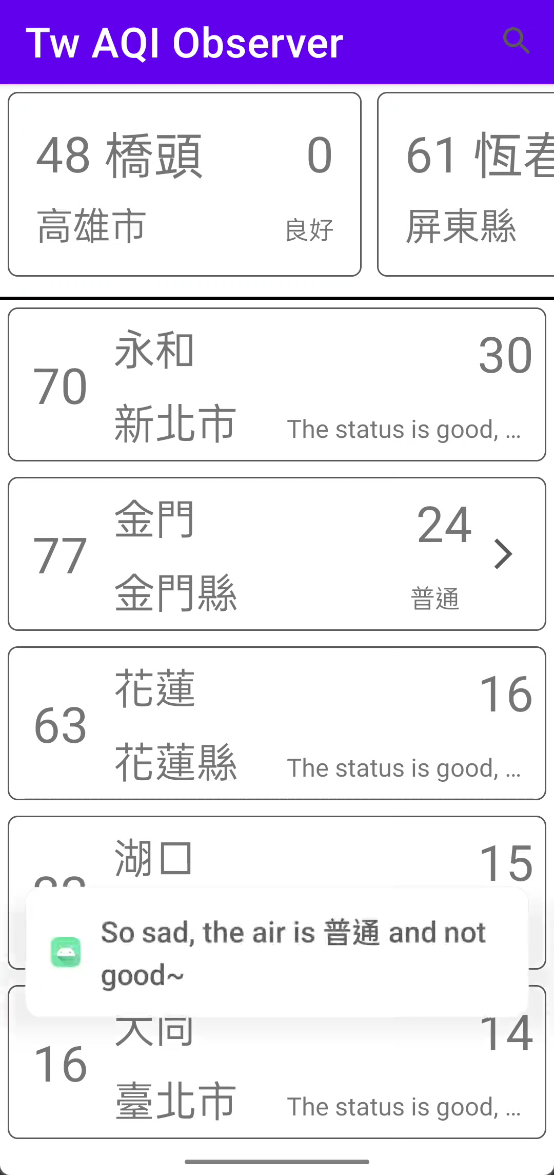 Tw AQI Observer
48 橋頭 0
高雄市 良好
61 恆春
屏東縣
70 永和 30
新北市 The status is good, ...
77 金門 24
金門縣 普通
63 花蓮 16
花蓮縣 The status is good, ...
湖口 15
So sad, the air is 普通 and not
good~
16 大同 14
臺北市 The status is good, ...